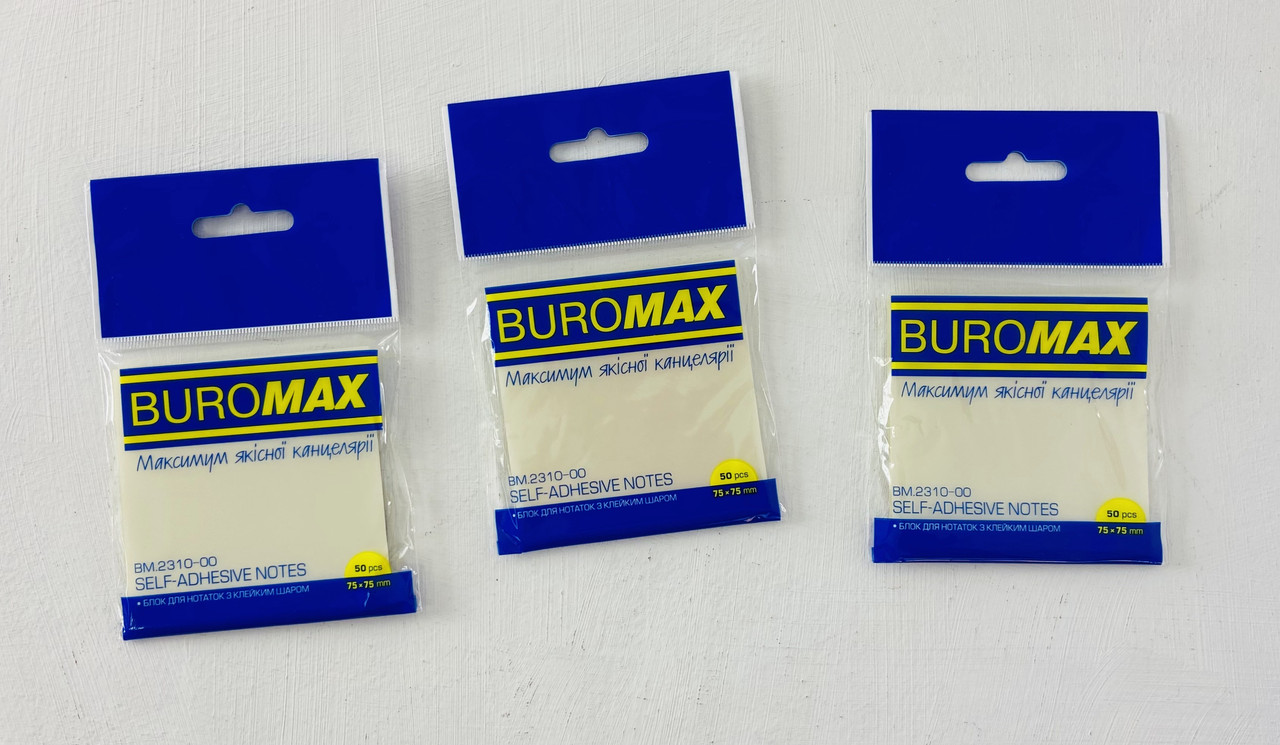 BUROMAX
Максимум якісної канцелярії
BM.2310-00
SELF-ADHESIVE NOTES
• БЛОК ДЛЯ НОТАТОК З КЛЕЙКИМ ШАРОМ
50 pcs
75×75 mm
BUROMAX
Максимум якісної канцелярії
BM.2310-00
SELF-ADHESIVE NOTES
• БЛОК ДЛЯ НОТАТОК З КЛЕЙКИМ ШАРОМ
50 pcs
75×75 mm
BUROMAX
Максимум якісної канцелярії
BM.2310-00
SELF-ADHESIVE NOTES
• БЛОК ДЛЯ НОТАТОК З КЛЕЙКИМ ШАРОМ
50 pcs
75×75 mm